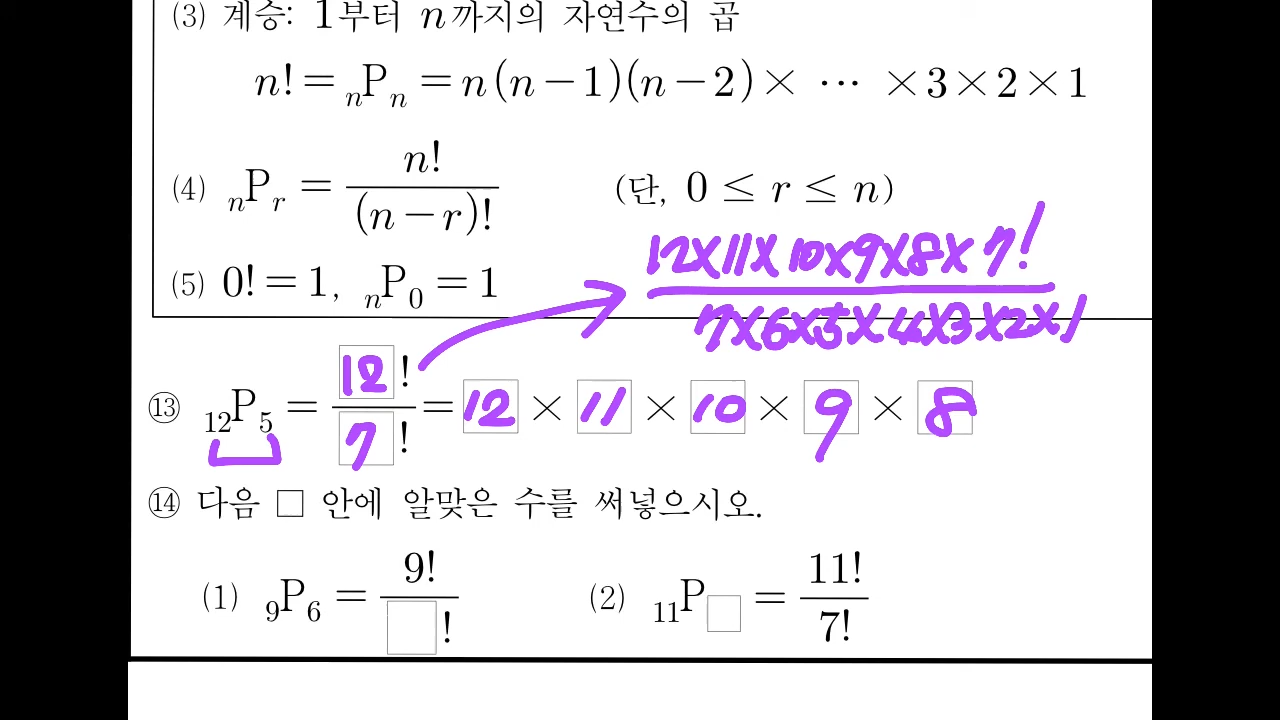 (3) 계승: 1부터 n까지의 자연수의 곱
n! = ₙPₙ = n(n-1)(n-2)× ⋯ ×3×2×1
(4) ₙPᵣ = n!/(n-r)! (단, 0 ≤ r ≤ n)
12×11×10×9×8×7!
(5) 0! = 1, ₙP₀ = 1
7×6×5×4×3×2×1
⑬ ₁₂P₅ = 12!/7! = 12 × 11 × 10 × 9 × 8
⑭ 다음 □ 안에 알맞은 수를 써넣으시오.
(1) ₉P₆ = 9!/□! (2) ₁₁P□ = 11!/7!